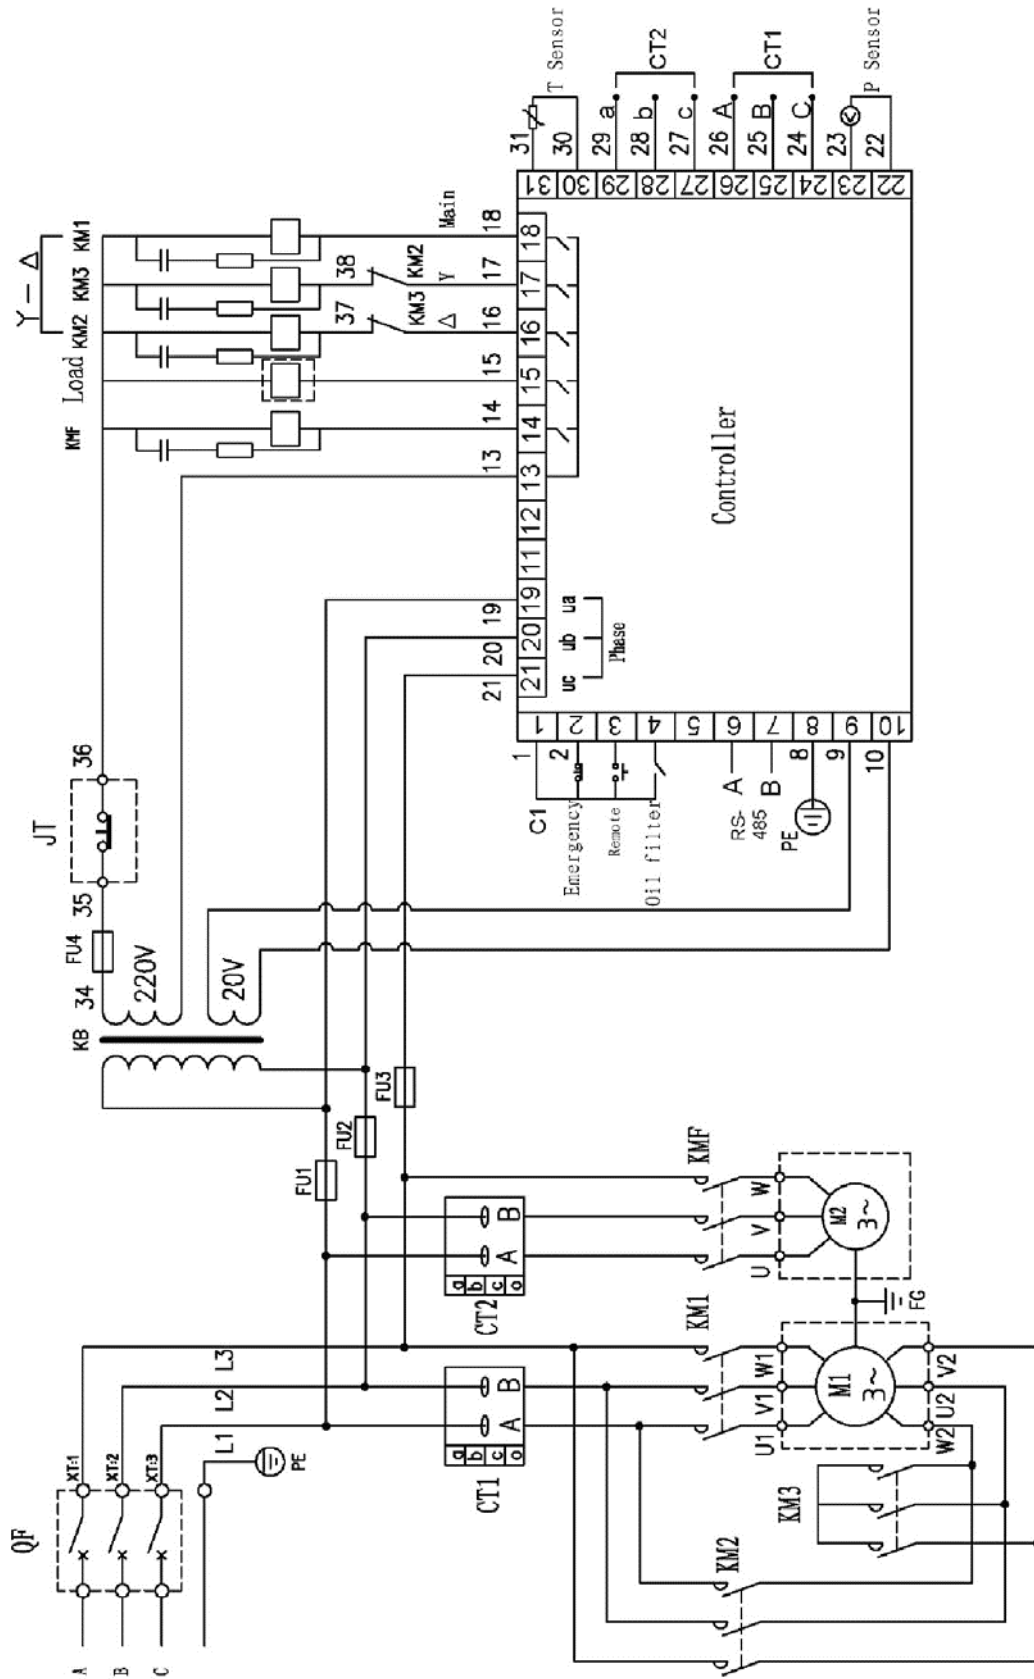 Y – Δ
KMF
Load
KM2
KM3
KM1
JT
36
35
FU4
34
KB
220V
20V
37
38
KM3
KM2
Δ
Y
Main
13
14
15
16
17
18
21
20
19
21
20
19
11
12
13
14
15
16
17
18
uc
ub
ua
Phase
Controller
31
30
29
28
27
26
25
24
23
22
31
30
29
28
27
26
25
24
23
22
a
b
c
A
B
C
T Sensor
CT2
CT1
P Sensor
1
2
3
4
5
6
7
8
9
10
1
2
8
9
10
C1
Emergency
Remote
Oil filter
RS-
485
A
B
PE
FU1
FU2
FU3
QF
A
B
C
XT:1
XT:2
XT:3
L1
L2
L3
PE
CT1
a
b
c
o
A
B
CT2
a
b
c
o
A
B
KM1
KMF
U1
V1
W1
M1
3~
W2
U2
V2
U
V
W
M2
3~
FG
KM2
KM3